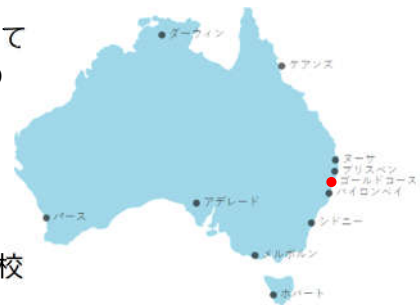 て
ダーウィン
ケアンズ
ヌーサ
ブリスベン
ゴールドコース
バイロンベイ
アデレード
パース
シドニー
メルボルン
校
ホバート